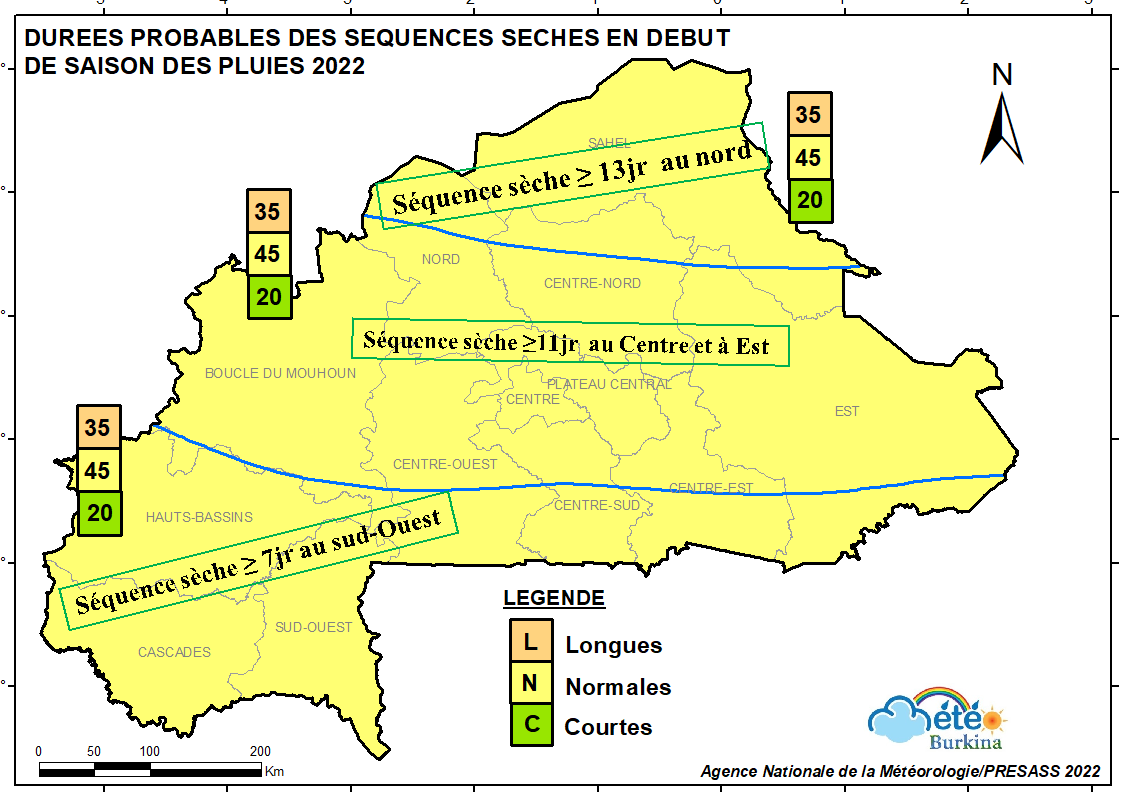 DUREES PROBABLES DES SEQUENCES SECHES EN DEBUT
DE SAISON DES PLUIES 2022
N
35
45
20
SAHEL
Séquence sèche ≥ 13jr au nord
35
45
20
NORD
CENTRE-NORD
Séquence sèche ≥11jr au Centre et à Est
BOUCLE DU MOUHOUN
PLATEAU CENTRAL
CENTRE
EST
35
45
20
CENTRE-OUEST
CENTRE-EST
CENTRE-SUD
HAUTS-BASSINS
Séquence sèche ≥ 7jr au sud-Ouest
SUD-OUEST
CASCADES
LEGENDE
L Longues
N Normales
C Courtes
Météo
Burkina
0 50 100 200
Km
Agence Nationale de la Météorologie/PRESASS 2022